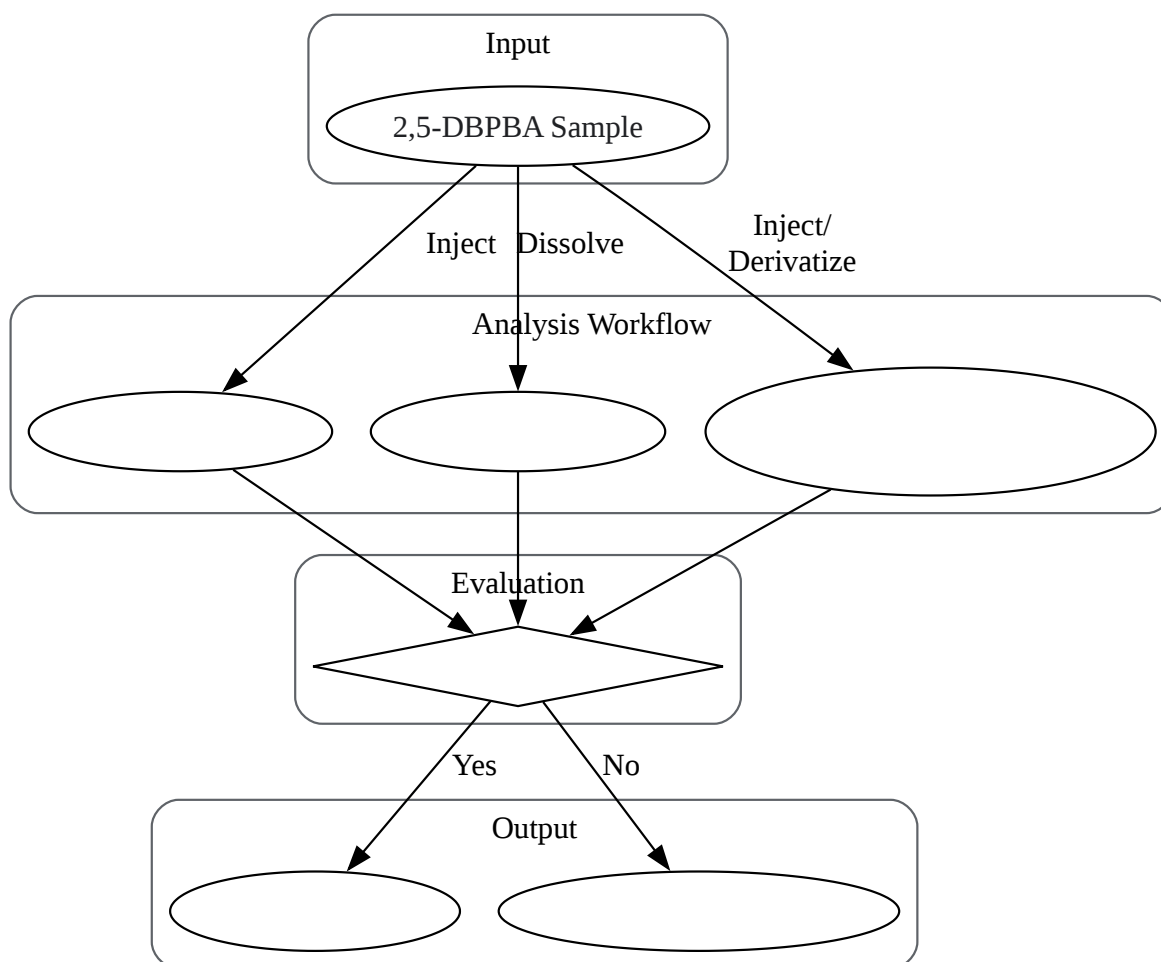 Input
2,5-DBPBA Sample
Inject
Dissolve
Inject/
Derivatize
Analysis Workflow
Evaluation
Yes
No
Output